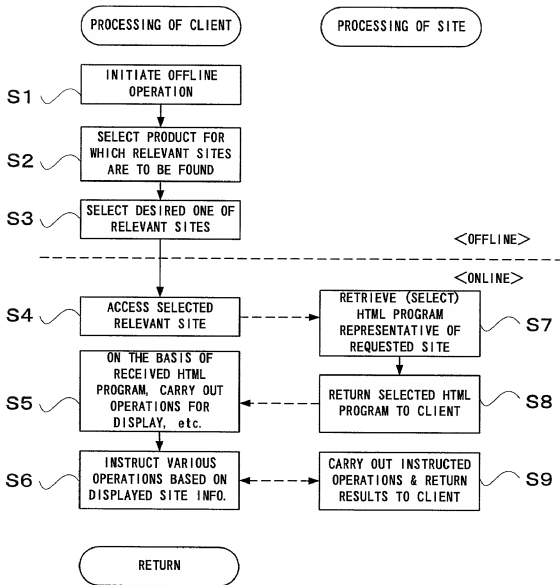 PROCESSING OF CLIENT
PROCESSING OF SITE
S1
INITIATE OFFLINE
OPERATION
S2
SELECT PRODUCT FOR
WHICH RELEVANT SITES
ARE TO BE FOUND
S3
SELECT DESIRED ONE OF
RELEVANT SITES
<OFFLINE>
<ONLINE>
S4
ACCESS SELECTED
RELEVANT SITE
RETRIEVE (SELECT)
HTML PROGRAM
REPRESENTATIVE OF
REQUESTED SITE
S7
S5
ON THE BASIS OF
RECEIVED HTML
PROGRAM, CARRY OUT
OPERATIONS FOR
DISPLAY, etc.
RETURN SELECTED HTML
PROGRAM TO CLIENT
S8
S6
INSTRUCT VARIOUS
OPERATIONS BASED ON
DISPLAYED SITE INFO.
CARRY OUT INSTRUCTED
OPERATIONS & RETURN
RESULTS TO CLIENT
S9
RETURN